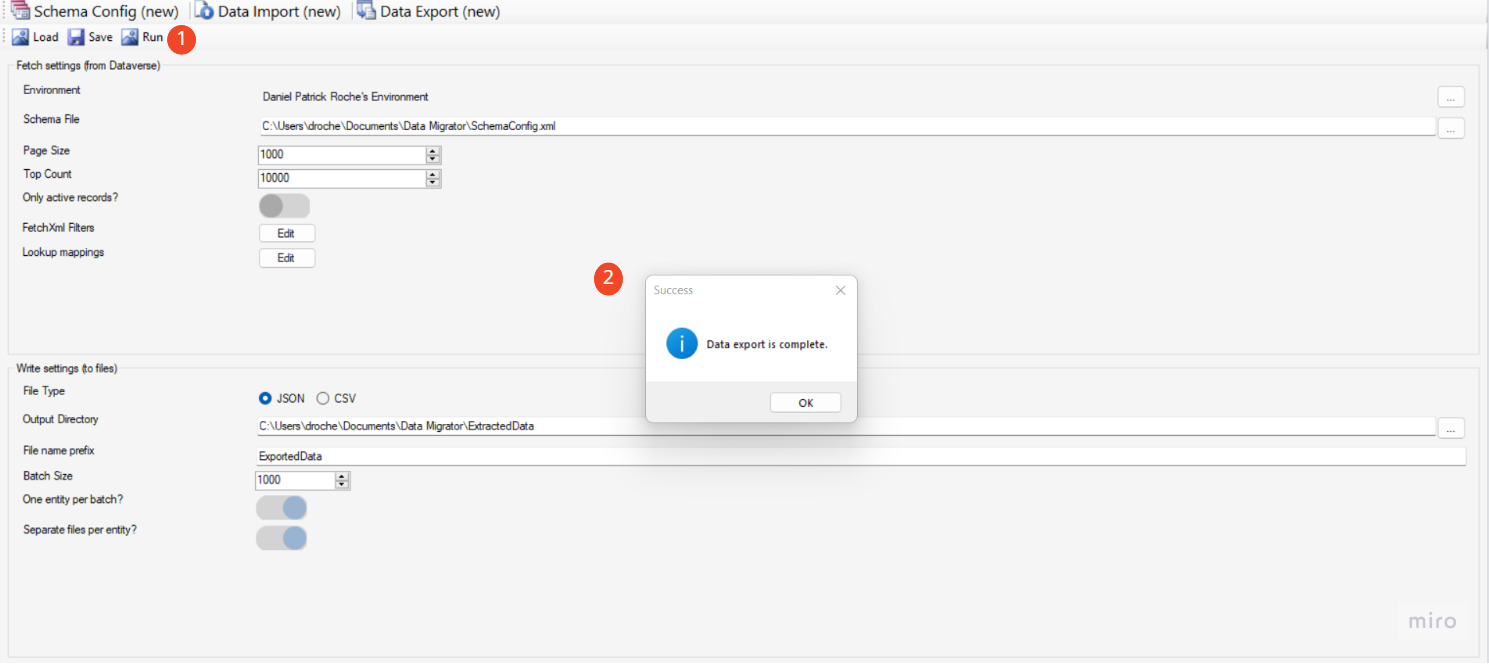 Schema Config (new) Data Import (new) Data Export (new)
Load Save Run 1
Fetch settings (from Dataverse)
Environment Daniel Patrick Roche's Environment ...
Schema File C:\Users\droche\Documents\Data Migrator\SchemaConfig.xml ...
Page Size 1000
Top Count 10000
Only active records?
FetchXml Filters Edit
Lookup mappings Edit
2
Success
Data export is complete.
OK
Write settings (to files)
File Type JSON CSV
Output Directory C:\Users\droche\Documents\Data Migrator\ExtractedData ...
File name prefix ExportedData
Batch Size 1000
One entity per batch?
Separate files per entity?
miro